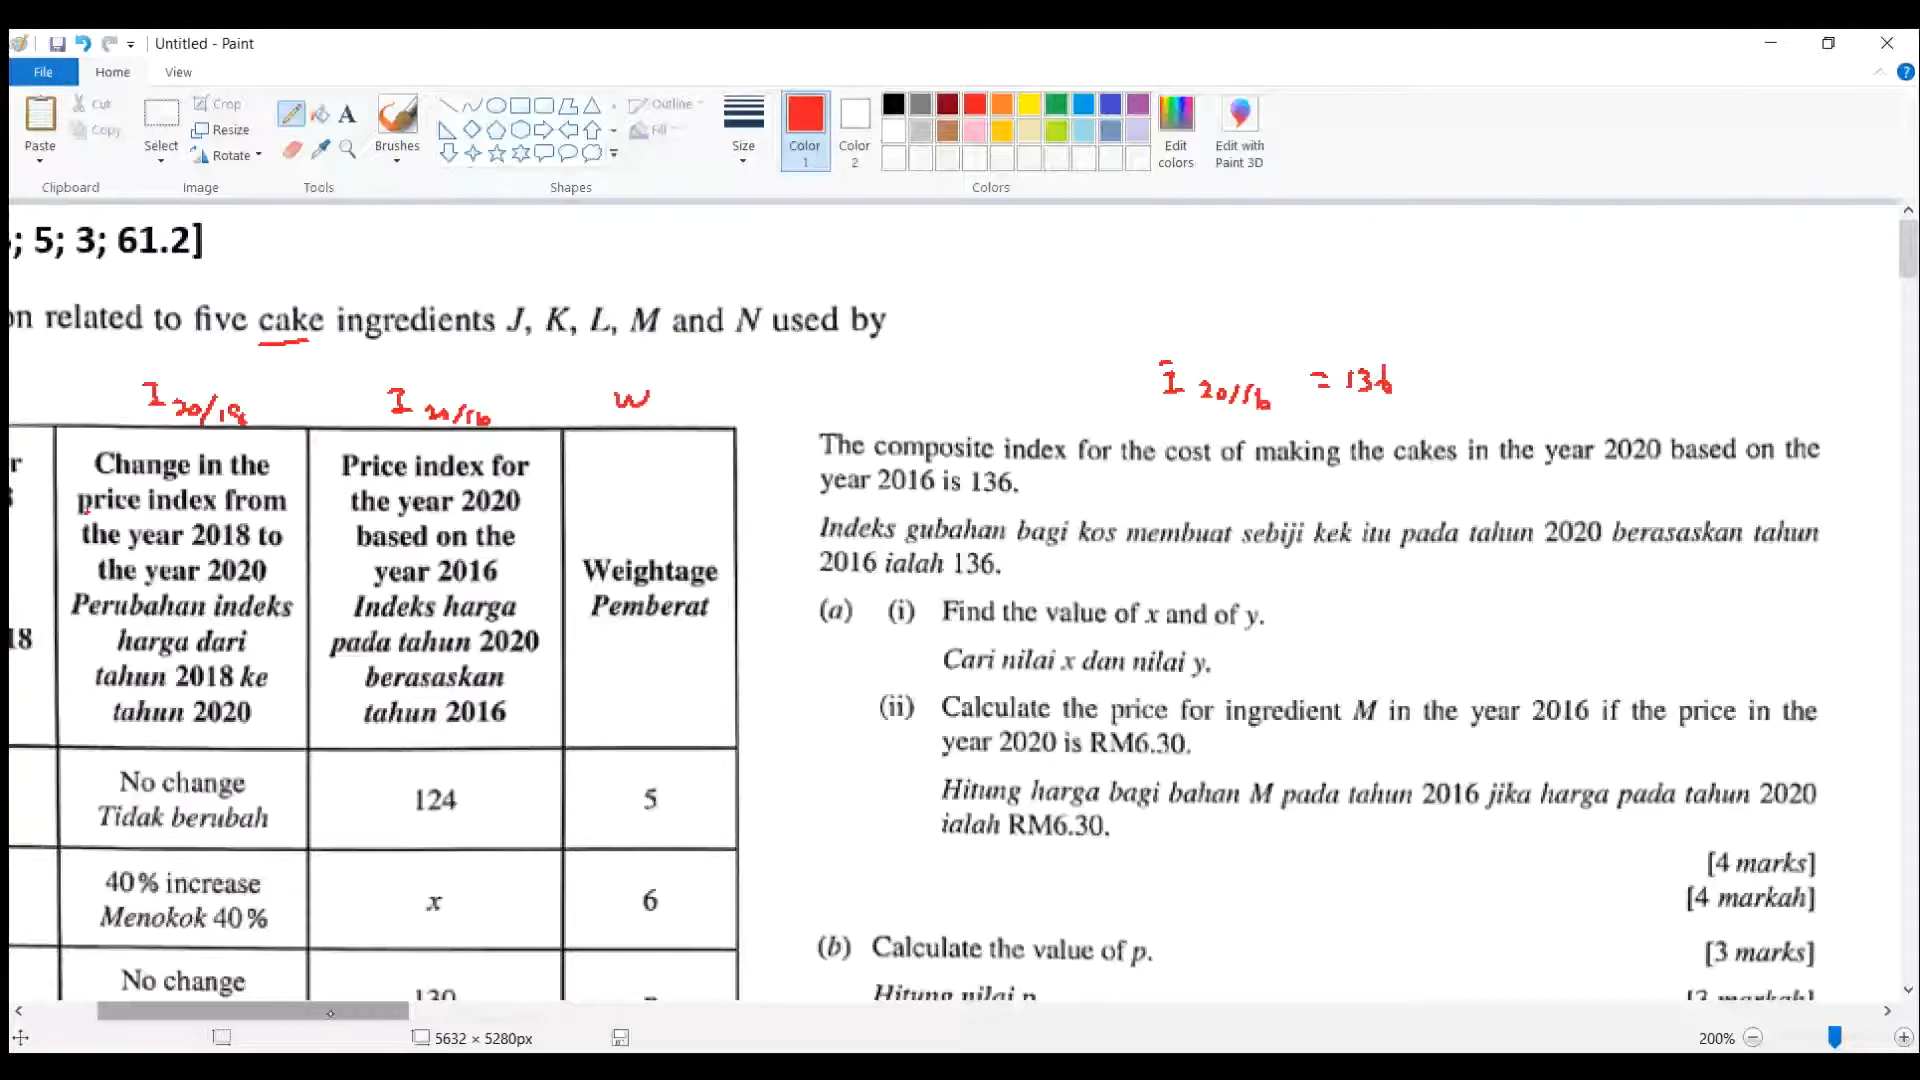 Untitled - Paint
File
Home
View
Paste
Cut
Copy
Clipboard
Select
Crop
Resize
Rotate
Image
A
Tools
Brushes
Outline
Fill
Shapes
Size
Color
1
Color
2
Edit
colors
Edit with
Paint 3D
Colors
; 5; 3; 61.2]
on related to five cake ingredients J, K, L, M and N used by
I 20/18
I 20/16
W
Ī 20/16 = 136
r
18
Change in the
price index from
the year 2018 to
the year 2020
Perubahan indeks
harga dari
tahun 2018 ke
tahun 2020
Price index for
the year 2020
based on the
year 2016
Indeks harga
pada tahun 2020
berasaskan
tahun 2016
Weightage
Pemberat
No change
Tidak berubah
124
5
40% increase
Menokok 40%
x
6
No change
130
The composite index for the cost of making the cakes in the year 2020 based on the
year 2016 is 136.
Indeks gubahan bagi kos membuat sebiji kek itu pada tahun 2020 berasaskan tahun
2016 ialah 136.
(a) (i) Find the value of x and of y.
Cari nilai x dan nilai y.
(ii) Calculate the price for ingredient M in the year 2016 if the price in the
year 2020 is RM6.30.
Hitung harga bagi bahan M pada tahun 2016 jika harga pada tahun 2020
ialah RM6.30.
[4 marks]
[4 markah]
(b) Calculate the value of p.
[3 marks]
Hitung nilai p
[3 markah]
5632 × 5280px
200%